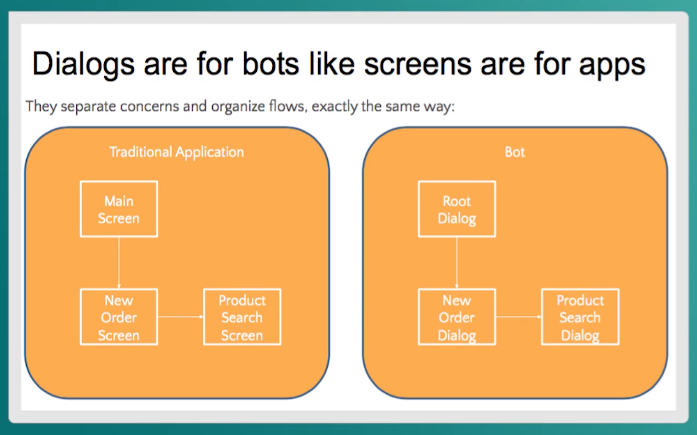 Dialogs are for bots like screens are for apps
They separate concerns and organize flows, exactly the same way:
Traditional Application
Main
Screen
New
Order
Screen
Product
Search
Screen
Bot
Root
Dialog
New
Order
Dialog
Product
Search
Dialog